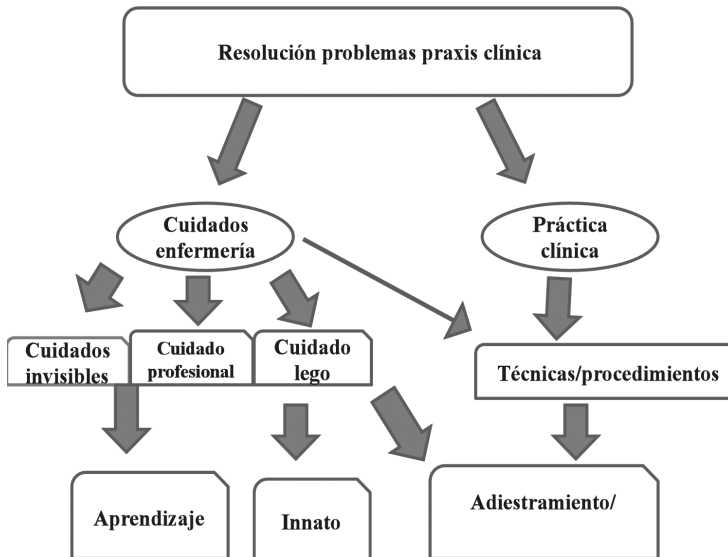 Resolución problemas praxis clínica
Cuidados
enfermería
Práctica
clínica
Cuidados
invisibles
Cuidado
profesional
Cuidado
lego
Técnicas/procedimientos
Aprendizaje
Innato
Adiestramiento/